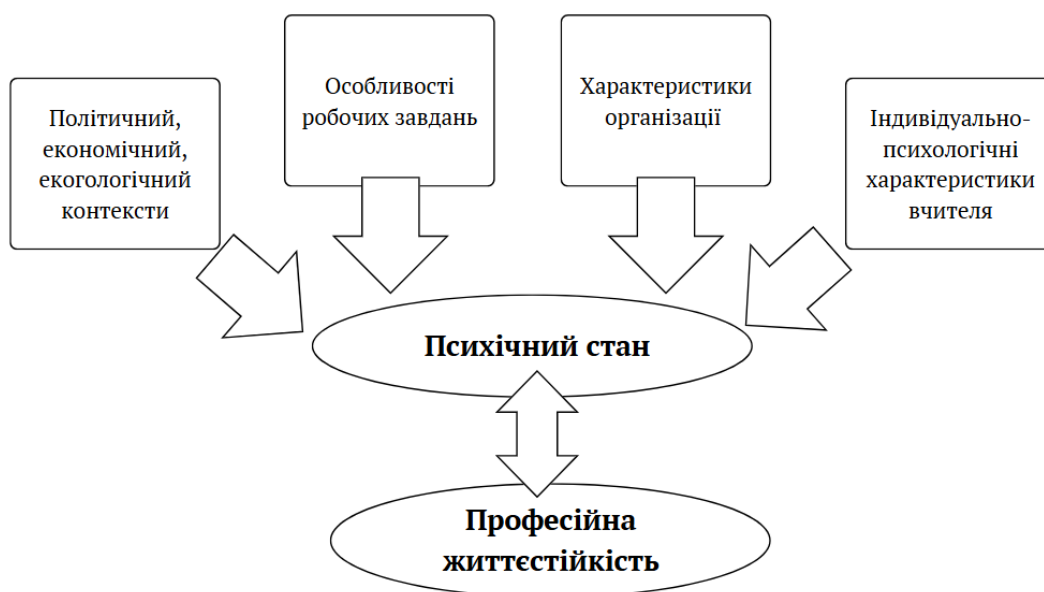 Політичний,
економічний,
екогологічний
контексти
Особливості
робочих завдань
Характеристики
організації
Індивідуально-
психологічні
характеристики
вчителя
Психічний стан
Професійна
життєстійкість